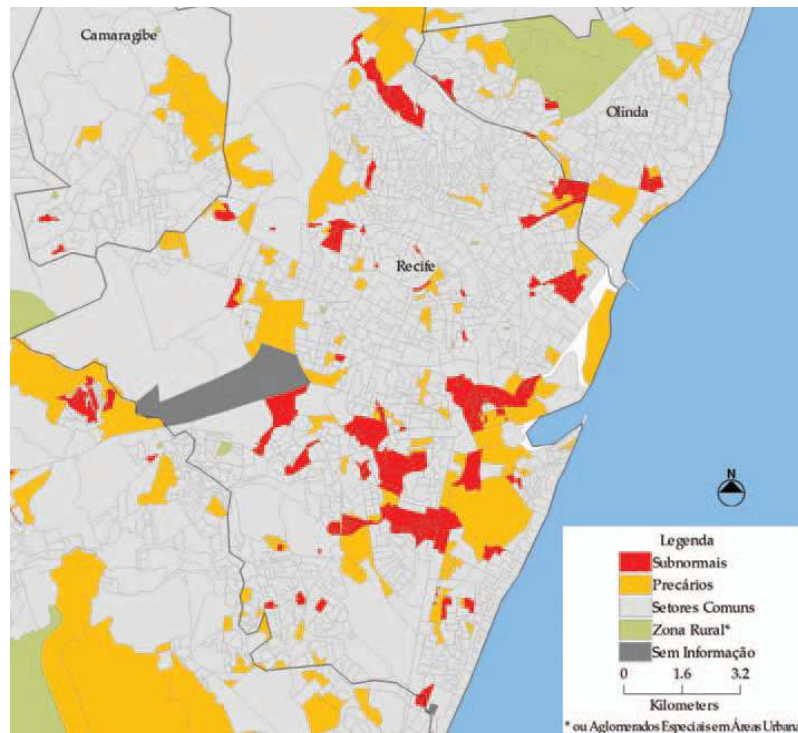 Camaragibe
Olinda
Recife
N
Legenda
Subnormais
Precários
Setores Comuns
Zona Rural*
Sem Informação
0 1.6 3.2
Kilometers
* ou Aglomerados Especiais em Áreas Urbana